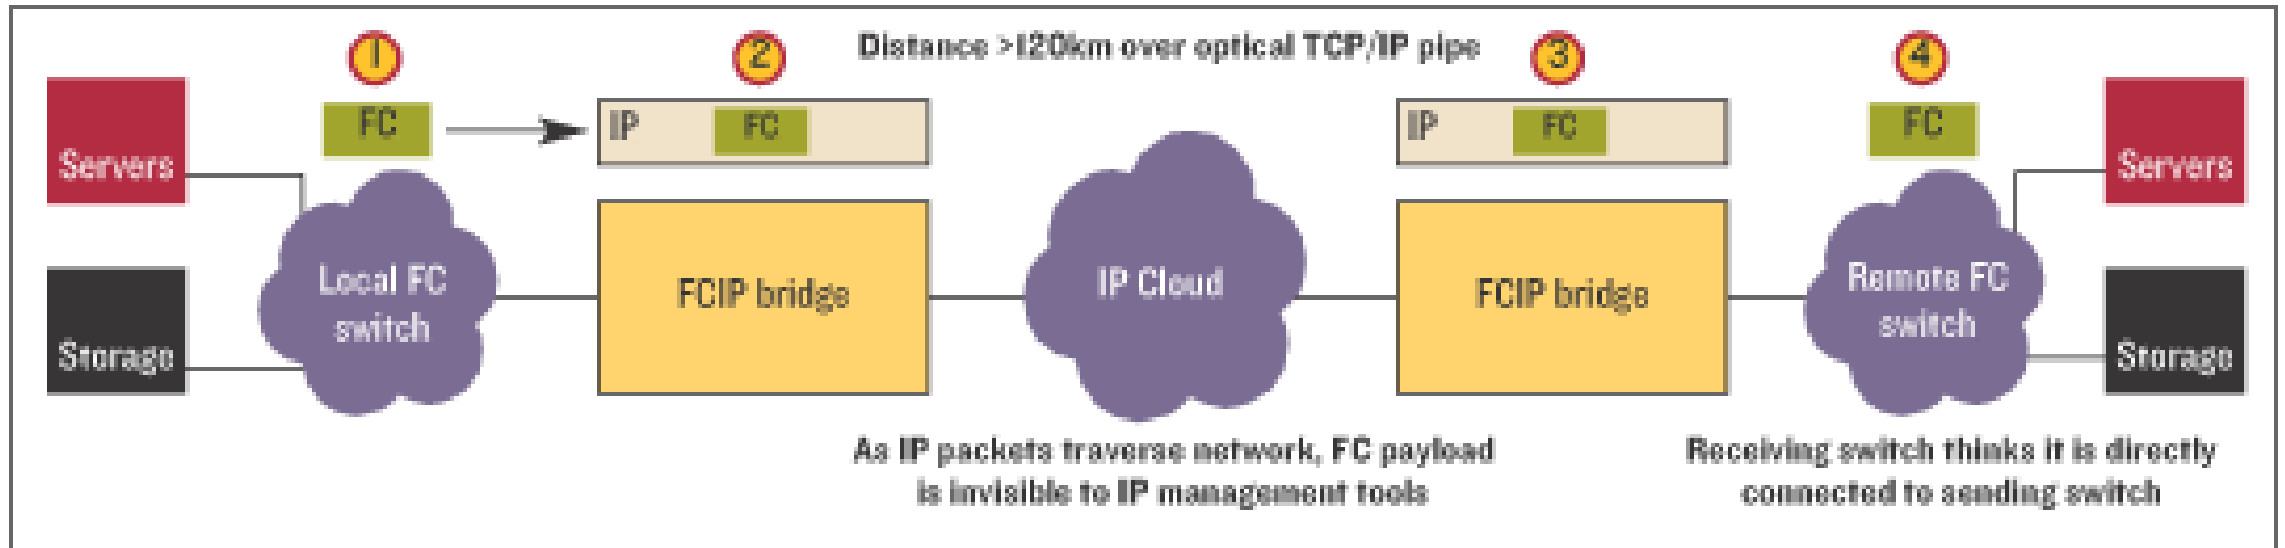 1
2
Distance >120km over optical TCP/IP pipe
3
4
FC
IP
FC
IP
FC
FC
Servers
Servers
Local FC
switch
FCIP bridge
IP Cloud
FCIP bridge
Remote FC
switch
Storage
Storage
As IP packets traverse network, FC payload
is invisible to IP management tools
Receiving switch thinks it is directly
connected to sending switch